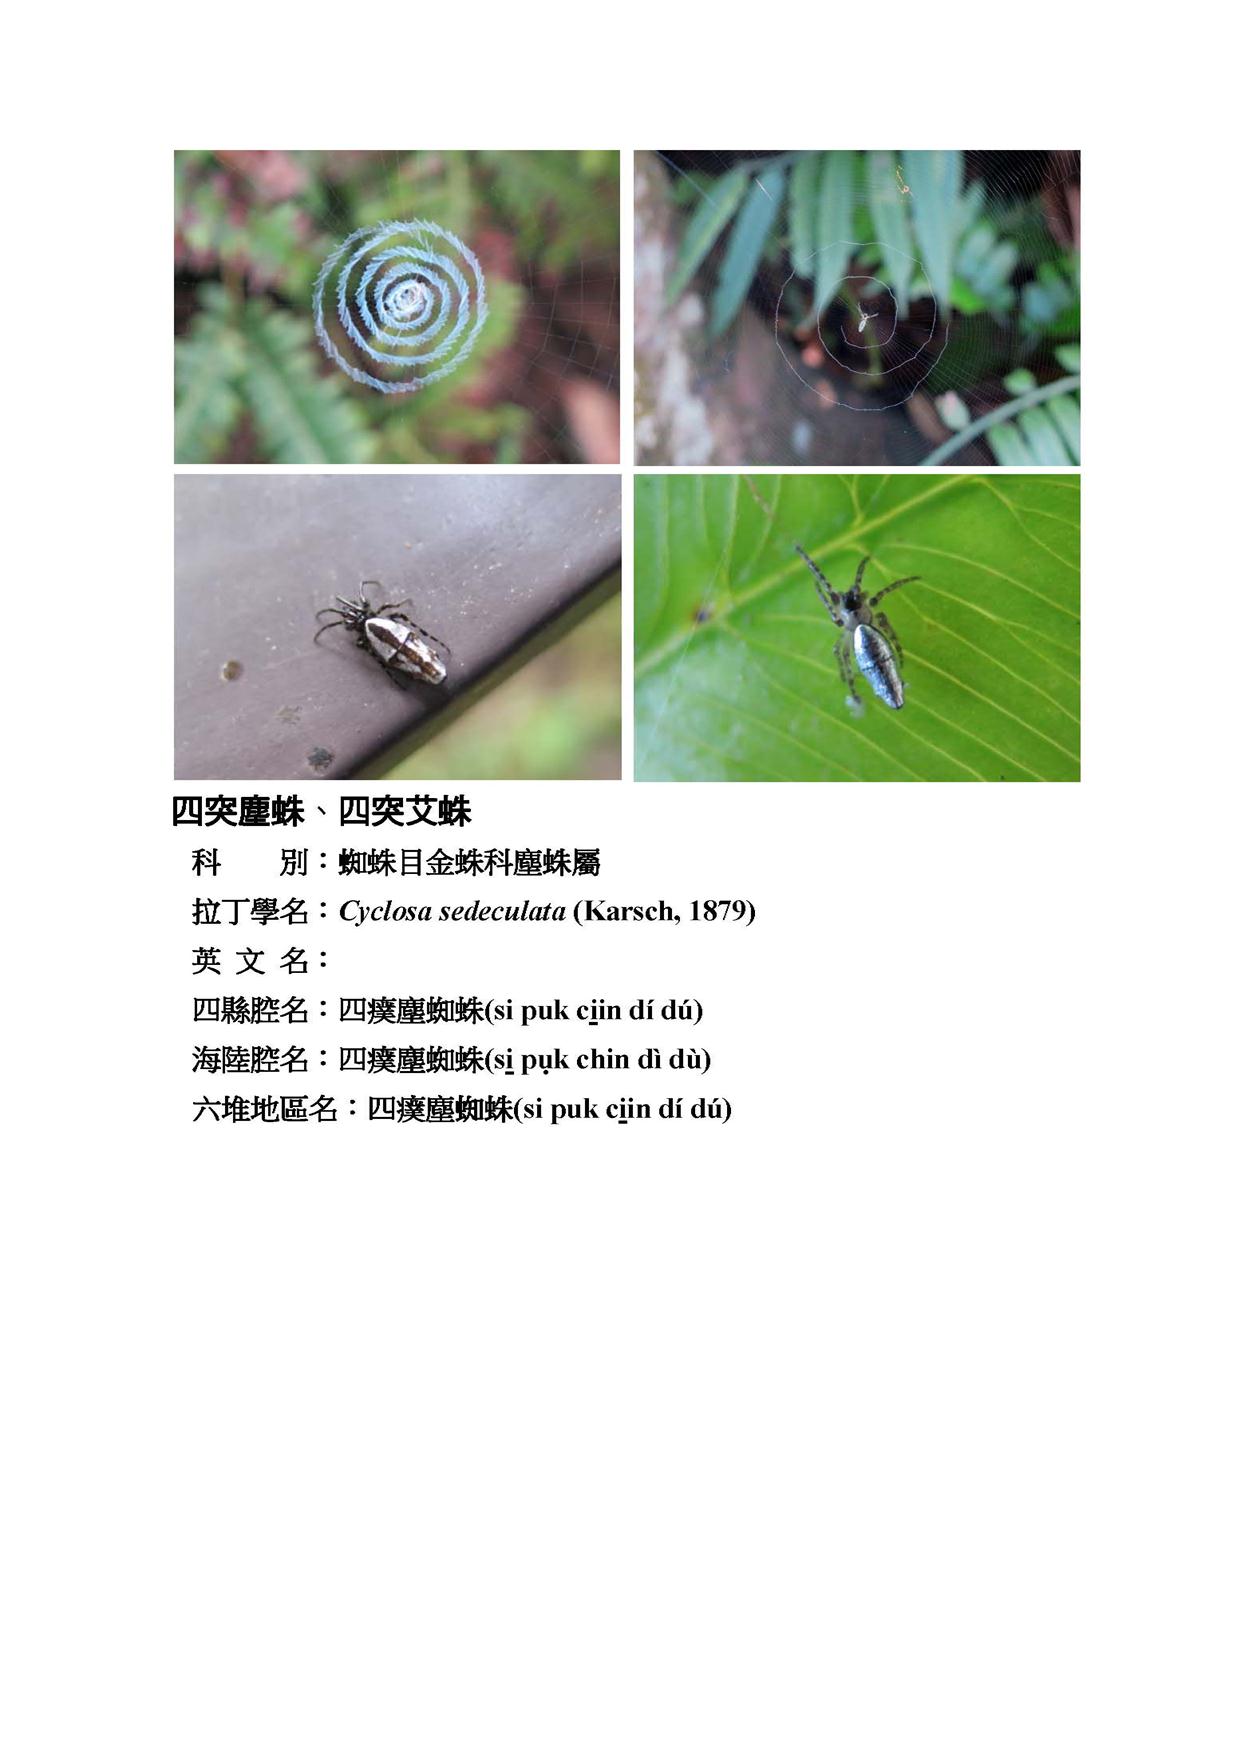 四突塵蛛、四突艾蛛
科　　別：蜘蛛目金蛛科塵蛛屬
拉丁學名：Cyclosa sedeculata (Karsch, 1879)
英 文 名：
四縣腔名：四瘼塵蜘蛛(si puk ci̲in dí dú)
海陸腔名：四瘼塵蜘蛛(si̲ pụk chin dì dù)
六堆地區名：四瘼塵蜘蛛(si puk ci̲in dí dú)